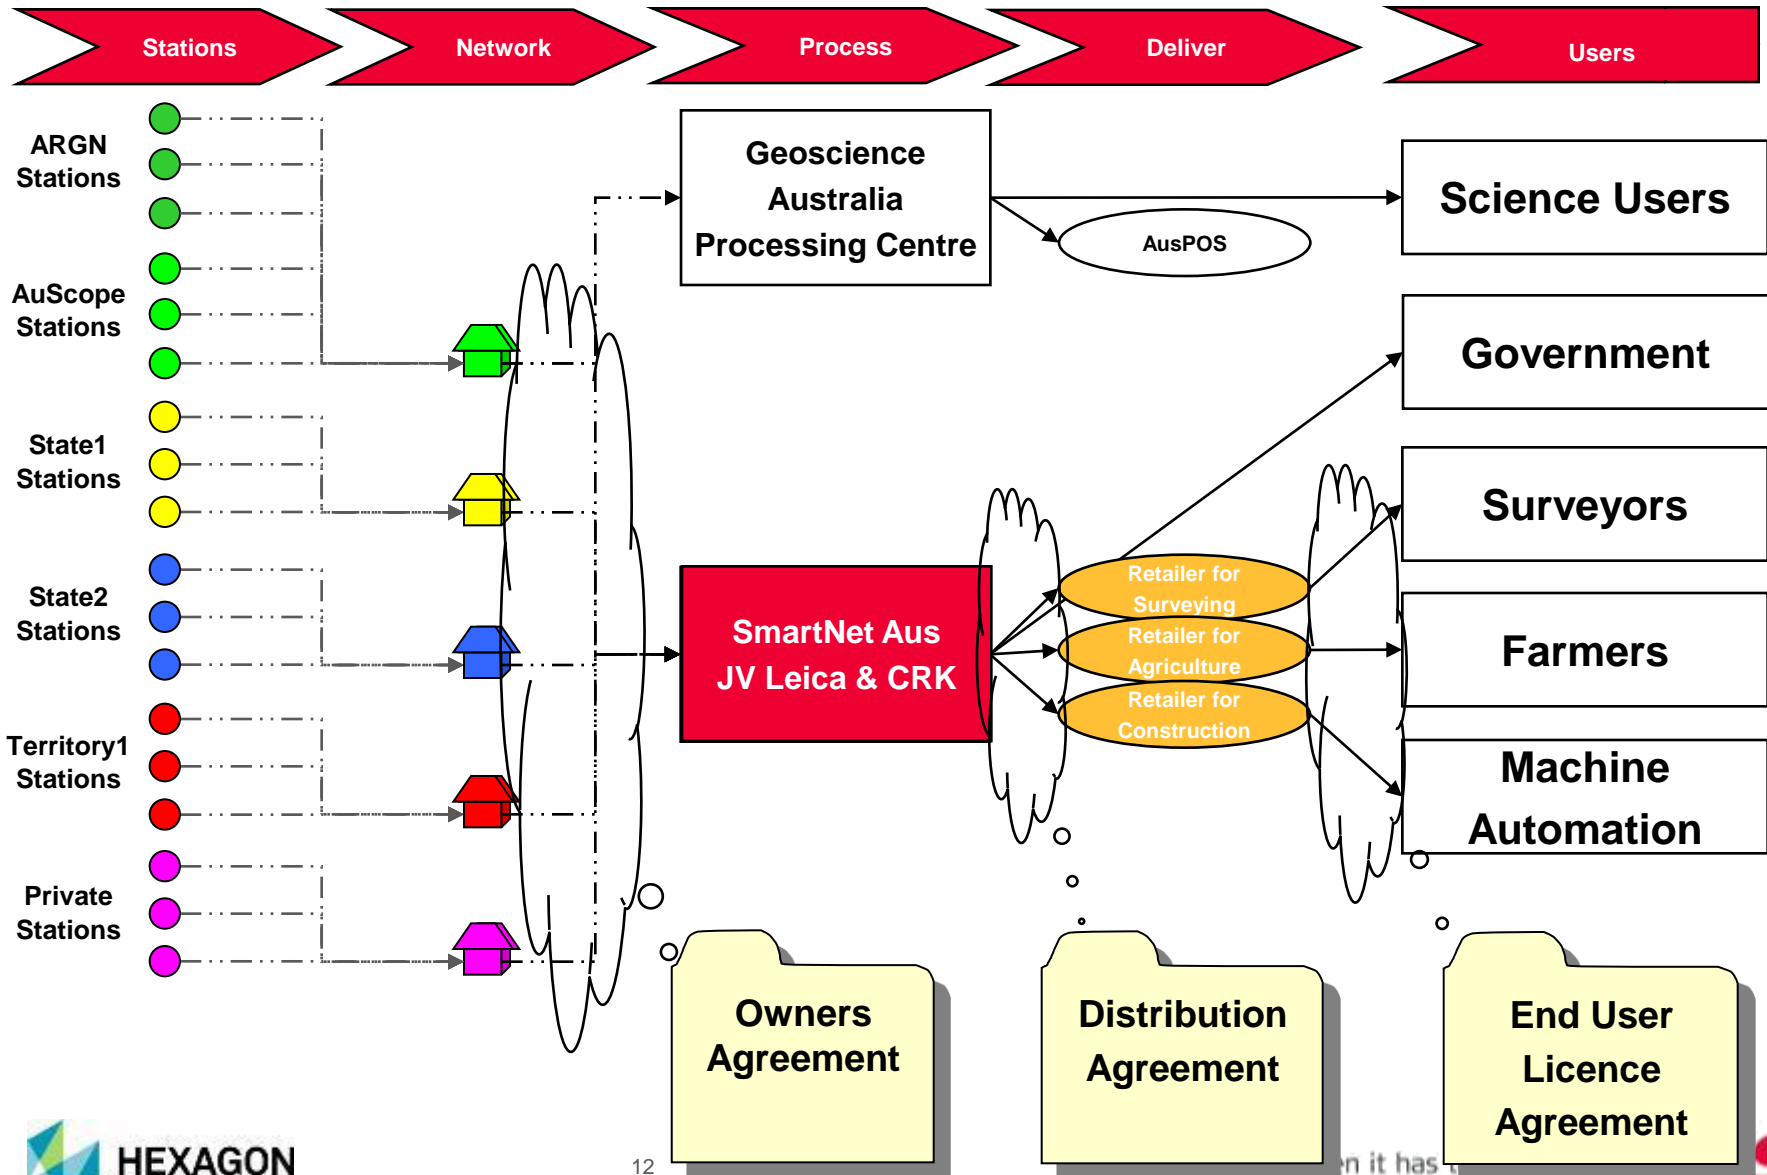 Stations
Network
Process
Deliver
Users
ARGN
Stations
AuScope
Stations
State1
Stations
State2
Stations
Territory1
Stations
Private
Stations
Geoscience
Australia
Processing Centre
AusPOS
SmartNet Aus
JV Leica & CRK
Retailer for
Surveying
Retailer for
Agriculture
Retailer for
Construction
Science Users
Government
Surveyors
Farmers
Machine
Automation
Owners
Agreement
Distribution
Agreement
End User
Licence
Agreement
HEXAGON
12
it has